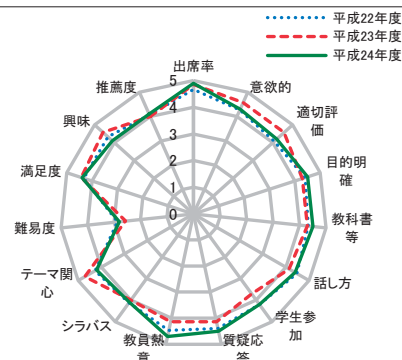 平成22年度
平成23年度
平成24年度
出席率
意欲的
適切評
価
目的明
確
教科書
等
話し方
学生参
加
質疑応
答
教員熱
意
シラバス
テーマ関
心
難易度
満足度
興味
推薦度
5
4
3
2
1
0